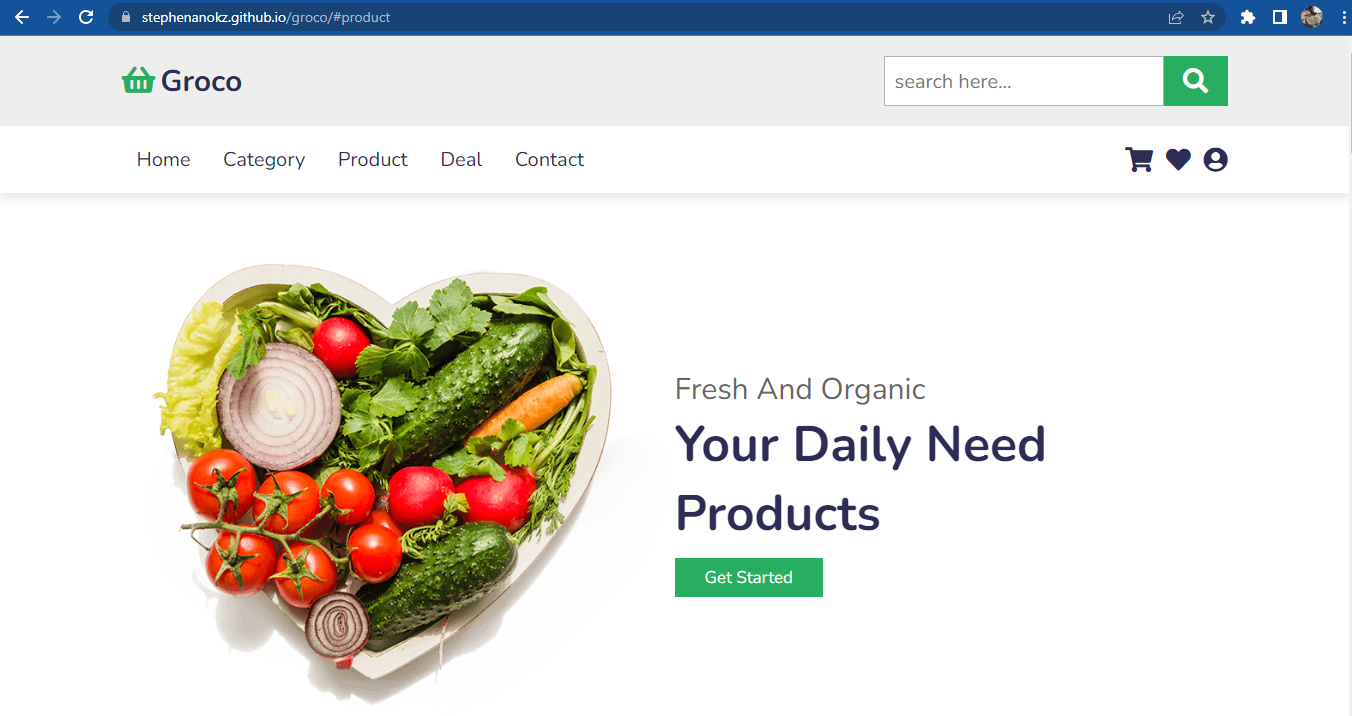 stephenanokz.github.io/groco/#product
Groco
search here...
Home Category Product Deal Contact
Fresh And Organic
Your Daily Need
Products
Get Started